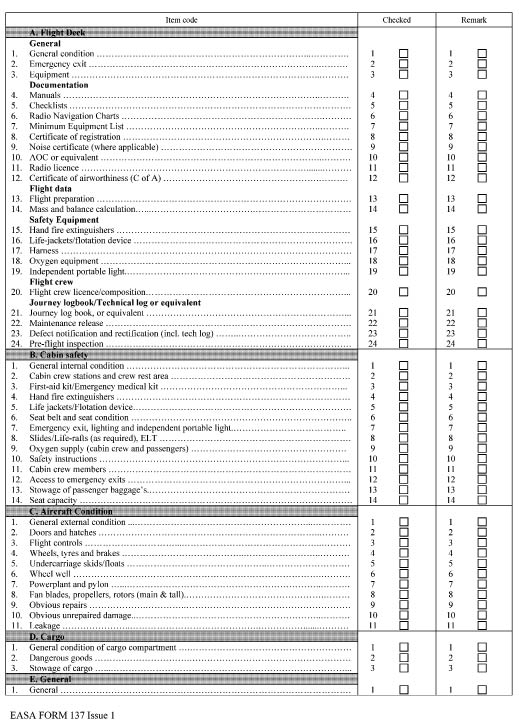 Item code Checked Remark
A. Flight Deck
General
1. General condition 1 1
2. Emergency exit 2 2
3. Equipment 3 3
Documentation
4. Manuals 4 4
5. Checklists 5 5
6. Radio Navigation Charts 6 6
7. Minimum Equipment List 7 7
8. Certificate of registration 8 8
9. Noise certificate (where applicable) 9 9
10. AOC or equivalent 10 10
11. Radio licence 11 11
12. Certificate of airworthiness (C of A) 12 12
Flight data
13. Flight preparation 13 13
14. Mass and balance calculation 14 14
Safety Equipment
15. Hand fire extinguishers 15 15
16. Life-jackets/flotation device 16 16
17. Harness 17 17
18. Oxygen equipment 18 18
19. Independent portable light 19 19
Flight crew
20. Flight crew licence/composition 20 20
Journey logbook/Technical log or equivalent
21. Journey log book, or equivalent 21 21
22. Maintenance release 22 22
23. Defect notification and rectification (incl. tech log) 23 23
24. Pre-flight inspection 24 24
B. Cabin safety
1. General internal condition 1 1
2. Cabin crew stations and crew rest area 2 2
3. First-aid kit/Emergency medical kit 3 3
4. Hand fire extinguishers 4 4
5. Life jackets/Flotation device 5 5
6. Seat belt and seat condition 6 6
7. Emergency exit, lighting and independent portable light 7 7
8. Slides/Life-rafts (as required), ELT 8 8
9. Oxygen supply (cabin crew and passengers) 9 9
10. Safety instructions 10 10
11. Cabin crew members 11 11
12. Access to emergency exits 12 12
13. Stowage of passenger baggage's 13 13
14. Seat capacity 14 14
C. Aircraft Condition
1. General external condition 1 1
2. Doors and hatches 2 2
3. Flight controls 3 3
4. Wheels, tyres and brakes 4 4
5. Undercarriage skids/floats 5 5
6. Wheel well 6 6
7. Powerplant and pylon 7 7
8. Fan blades, propellers, rotors (main & tail) 8 8
9. Obvious repairs 9 9
10. Obvious unrepaired damage 10 10
11. Leakage 11 11
D. Cargo
1. General condition of cargo compartment 1 1
2. Dangerous goods 2 2
3. Stowage of cargo 3 3
E. General
1. General 1 1
EASA FORM 137 Issue 1